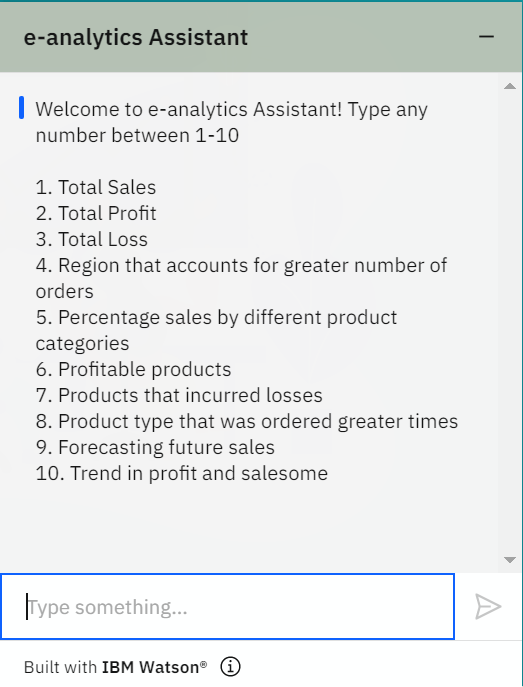 e-analytics Assistant
Welcome to e-analytics Assistant! Type any
number between 1-10
1. Total Sales
2. Total Profit
3. Total Loss
4. Region that accounts for greater number of
orders
5. Percentage sales by different product
categories
6. Profitable products
7. Products that incurred losses
8. Product type that was ordered greater times
9. Forecasting future sales
10. Trend in profit and salesome
Type something...
Built with IBM Watson®